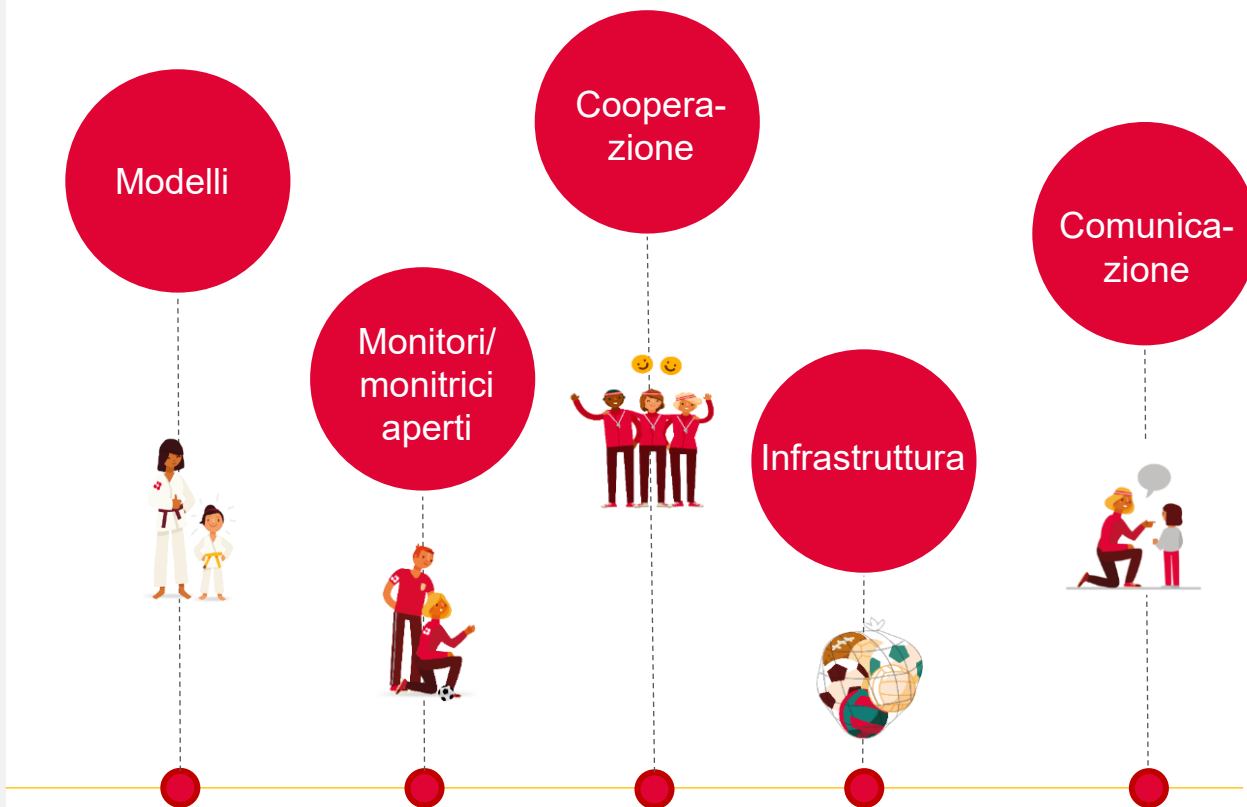 Modelli
Monitori/
monitrici
aperti
Coopera-
zione
Infrastruttura
Comunica-
zione